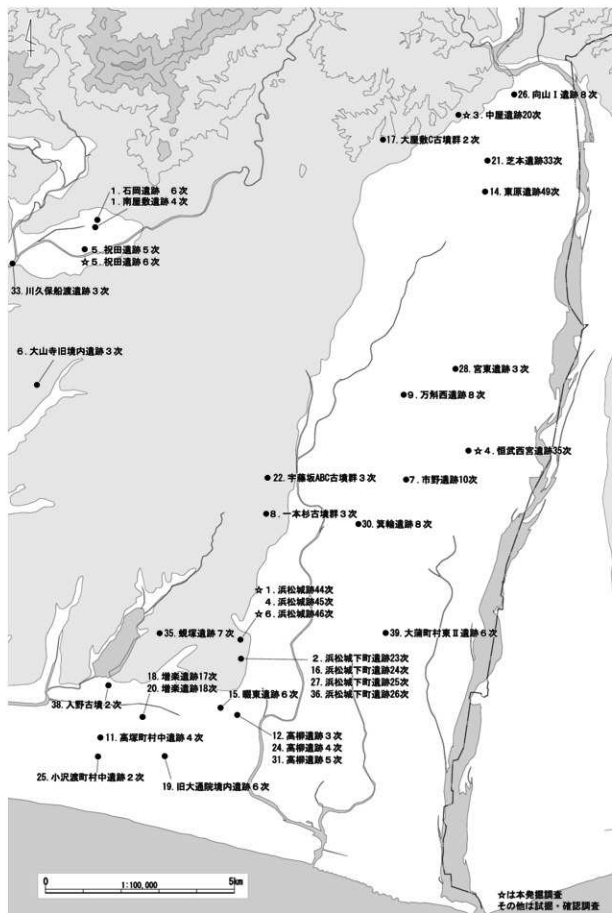 26. 向山Ⅰ遺跡８次
☆３. 中屋遺跡20次
17. 大屋敷C古墳群２次
21. 芝本遺跡33次
14. 東原遺跡49次
１. 石岡遺跡　６次
１. 南屋敷遺跡４次
５. 祝田遺跡５次
☆５. 祝田遺跡６次
33. 川久保船渡遺跡３次
６. 大山寺旧境内遺跡３次
28. 宮東遺跡３次
９. 万斛西遺跡８次
☆４. 恒武西宮遺跡35次
22. 宇藤坂ABC古墳群３次
７. 市野遺跡10次
８. 一本杉古墳群３次
30. 箕輪遺跡８次
☆１. 浜松城跡44次
４. 浜松城跡45次
☆６. 浜松城跡46次
35. 蜆塚遺跡７次
39. 大蒲町村東Ⅱ遺跡６次
２. 浜松城下町遺跡23次
16. 浜松城下町遺跡24次
27. 浜松城下町遺跡25次
36. 浜松城下町遺跡26次
18. 増楽遺跡17次
20. 増楽遺跡18次
15. 畷東遺跡６次
38. 入野古墳２次
12. 高柳遺跡３次
24. 高柳遺跡４次
31. 高柳遺跡５次
11. 高塚町村中遺跡４次
25. 小沢渡町村中遺跡２次
19. 旧大通院境内遺跡６次
0 1:100,000 5km
☆は本発掘調査
その他は試掘・確認調査